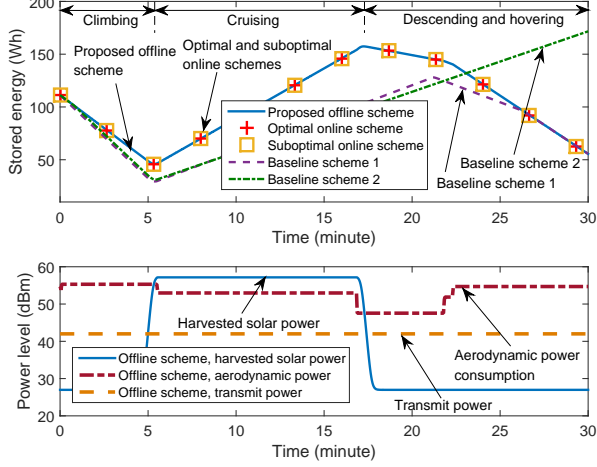 Climbing
Cruising
Descending and hovering
Stored energy (Wh)
200
150
100
50
Proposed offline
scheme
Optimal and suboptimal
online schemes
Proposed offline scheme
Optimal online scheme
Suboptimal online scheme
Baseline scheme 1
Baseline scheme 2
Baseline scheme 2
Baseline scheme 1
0
5
10
15
20
25
30
Time (minute)
Power level (dBm)
60
50
40
30
20
Harvested solar power
Offline scheme, harvested solar power
Offline scheme, aerodynamic power
Offline scheme, transmit power
Aerodynamic power
consumption
Transmit power
0
5
10
15
20
25
30
Time (minute)